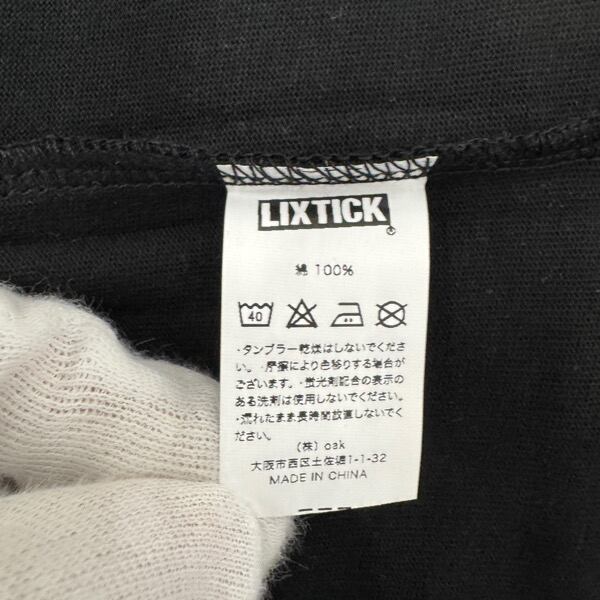 LIXTICK®
綿 100%
40
・タンブラー乾燥はしないでくださ
い。・摩擦により色移りする場合が
ございます。・蛍光剤配合の表示の
ある洗剤は使用しないでください。
・濡れたまま長時間放置しないでく
ださい。
(株) oak
大阪市西区土佐堀1-1-32
MADE IN CHINA